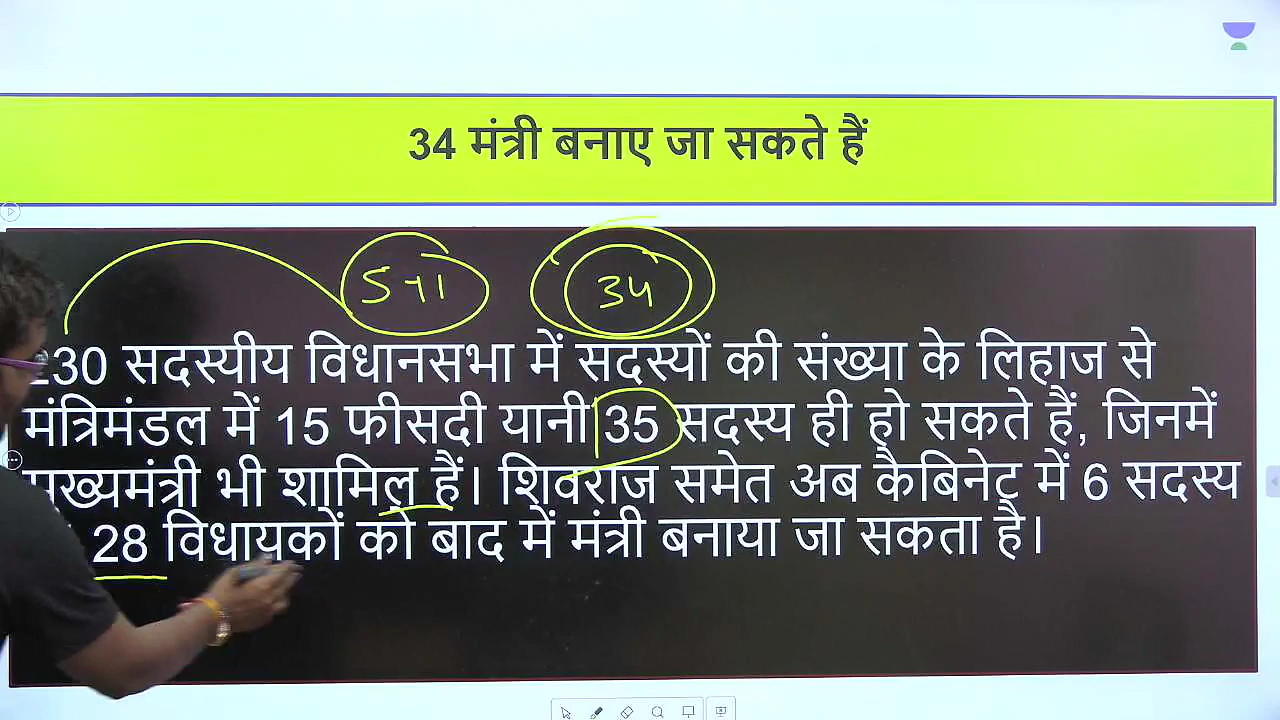 34 मंत्री बनाए जा सकते हैं
5+1
34
230 सदस्यीय विधानसभा में सदस्यों की संख्या के लिहाज से
मंत्रिमंडल में 15 फीसदी यानी 35 सदस्य ही हो सकते हैं, जिनमें
मुख्यमंत्री भी शामिल हैं। शिवराज समेत अब कैबिनेट में 6 सदस्य
28 विधायकों को बाद में मंत्री बनाया जा सकता है।